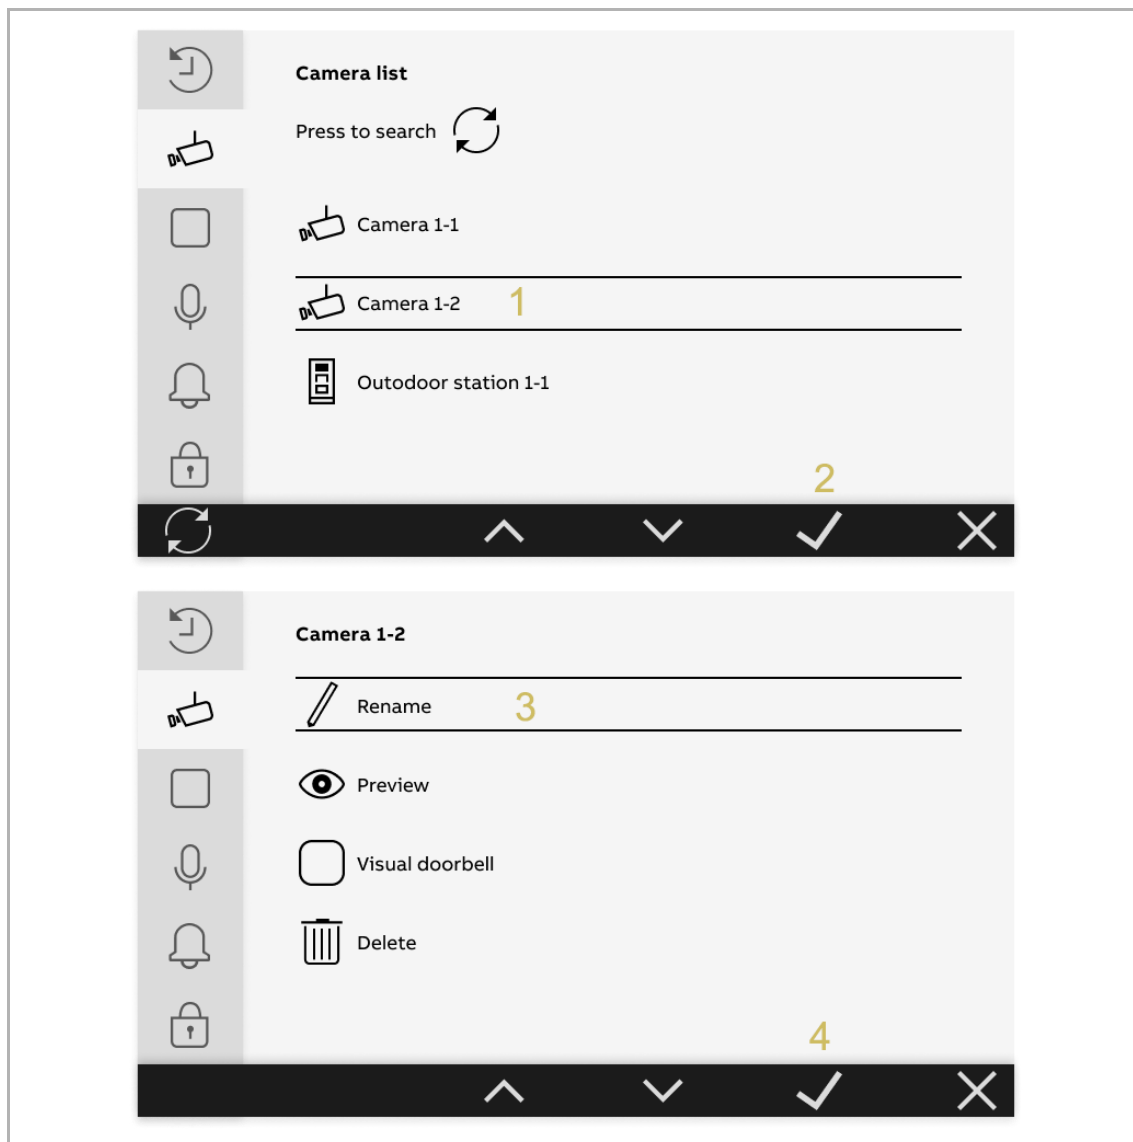 Camera list
Press to search
Camera 1-1
Camera 1-2 1
Outodoor station 1-1
2
Camera 1-2
Rename 3
Preview
Visual doorbell
Delete
4